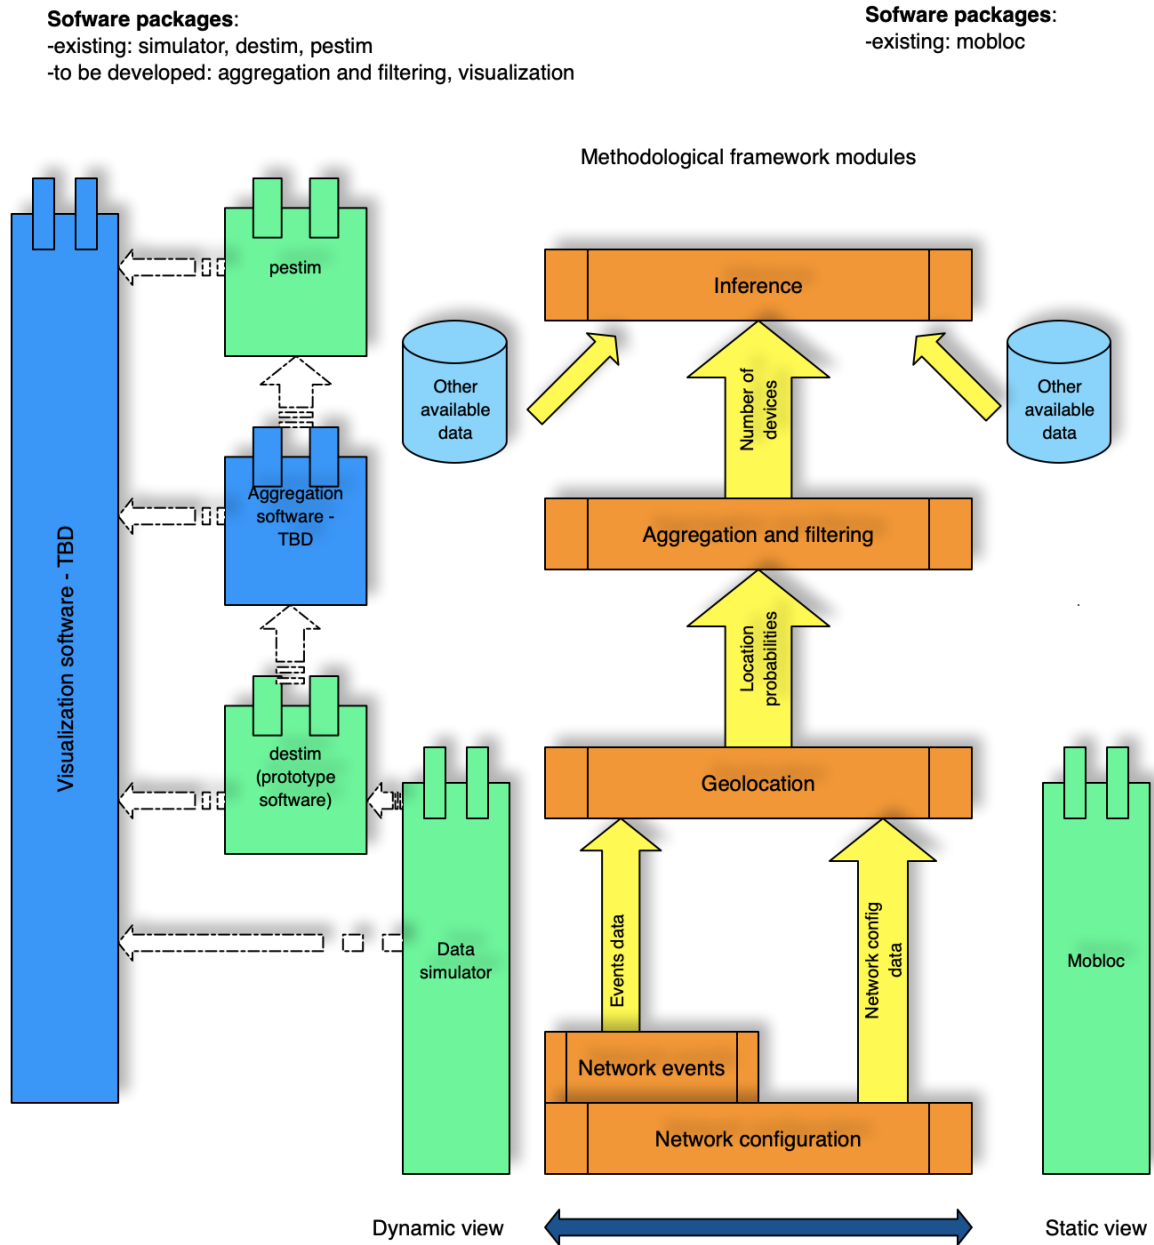 Sofware packages:
-existing: simulator, destim, pestim
-to be developed: aggregation and filtering, visualization
Sofware packages:
-existing: mobloc
Methodological framework modules
pestim
Inference
Other
available
data
Number of
devices
Other
available
data
Aggregation
software -
TBD
Aggregation and filtering
Visualization software - TBD
Location
probabilities
destim
(prototype
software)
Geolocation
Data
simulator
Events data
Network config
data
Mobloc
Network events
Network configuration
Dynamic view
Static view